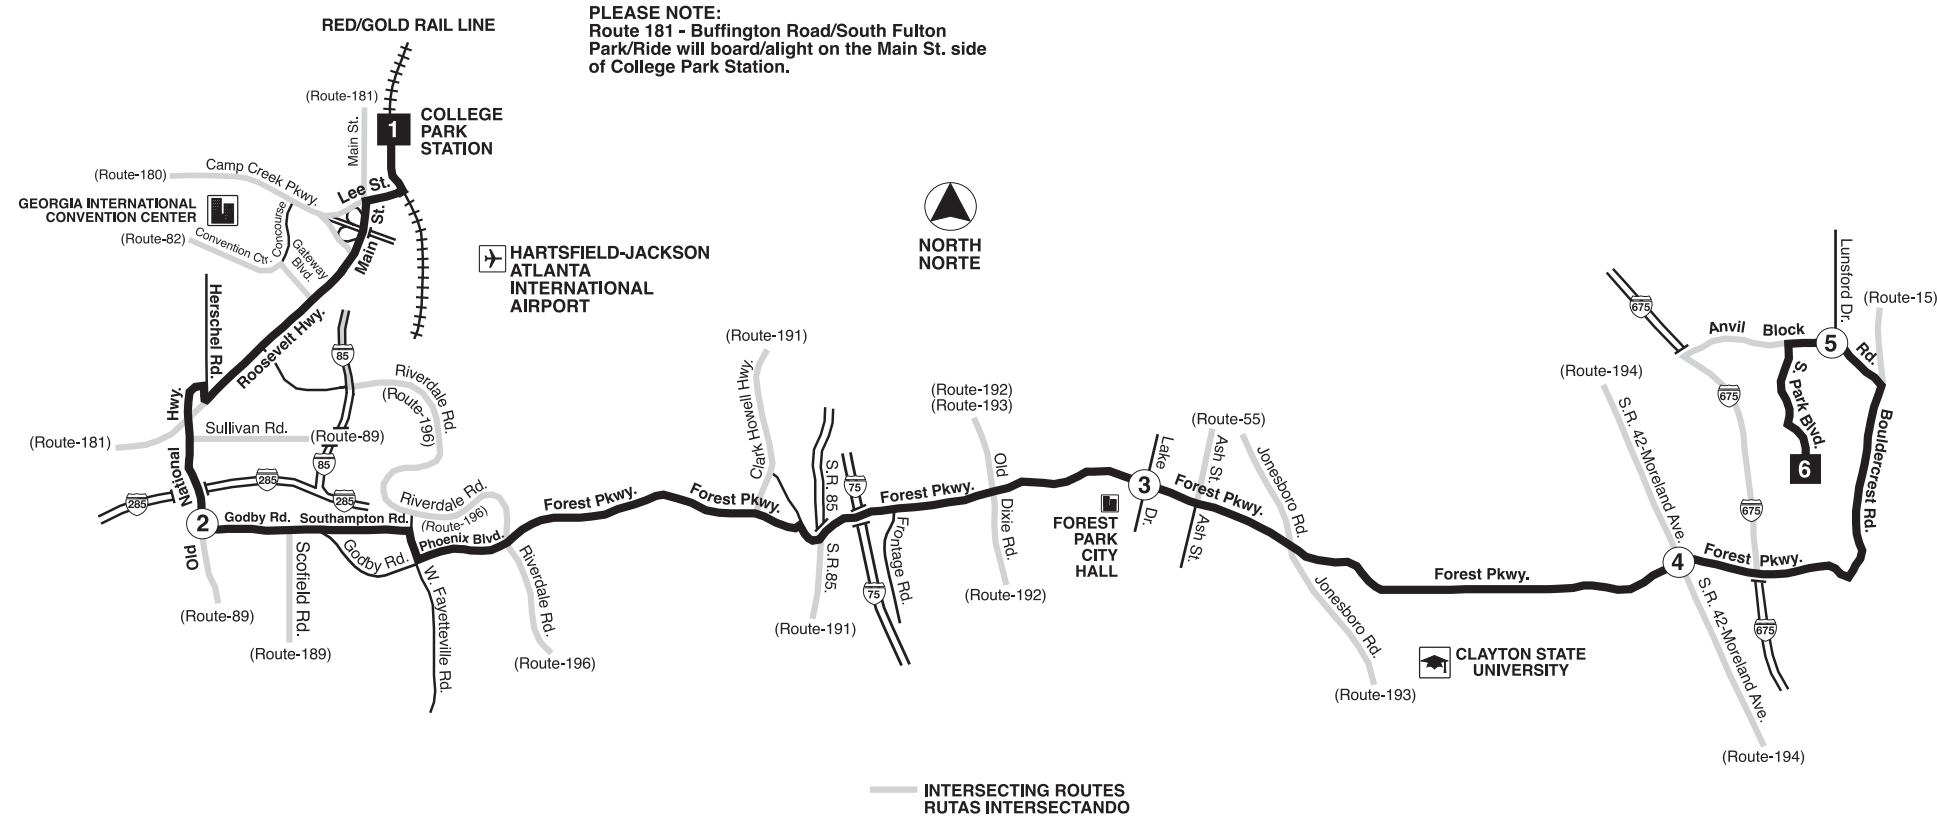 RED/GOLD RAIL LINE
PLEASE NOTE:
Route 181 - Buffington Road/South Fulton
Park/Ride will board/alight on the Main St. side
of College Park Station.
(Route-181)
Main St.
1
COLLEGE
PARK
STATION
(Route-180)
Camp Creek Pkwy.
Lee St.
GEORGIA INTERNATIONAL
CONVENTION CENTER
(Route-82)
Convention Ctr.
Concourse
Gateway
Blvd.
Main St.
HARTSFIELD-JACKSON
ATLANTA
INTERNATIONAL
AIRPORT
NORTH
NORTE
Herschel Rd.
Roosevelt Hwy.
85
Riverdale Rd.
(Route-196)
Hwy.
Sullivan Rd.
(Route-89)
(Route-181)
85
National
285
285
285
2
Godby Rd.
Southampton Rd.
Riverdale Rd.
(Route-196)
Phoenix Blvd.
Old
Godby Rd.
Scofield Rd.
(Route-89)
(Route-189)
W. Fayetteville Rd.
Riverdale Rd.
(Route-196)
Forest Pkwy.
(Route-191)
Clark Howell Hwy.
Forest Pkwy.
S.R. 85
S.R.85.
(Route-191)
75
75
Forest Pkwy.
Frontage Rd.
(Route-192)
(Route-193)
Old
Dixie Rd.
(Route-192)
Lake
Dr.
3
FOREST
PARK
CITY
HALL
(Route-55)
Ash St.
Ash St.
Forest Pkwy.
Jonesboro Rd.
Jonesboro Rd.
(Route-193)
Forest Pkwy.
CLAYTON STATE
UNIVERSITY
(Route-194)
S.R. 42-Moreland Ave.
4
S.R. 42-Moreland Ave.
(Route-194)
Forest Pkwy.
675
675
675
675
Anvil
Block
Rd.
5
Lunsford Dr.
(Route-15)
S. Park Blvd.
6
Bouldercrest Rd.
INTERSECTING ROUTES
RUTAS INTERSECTANDO